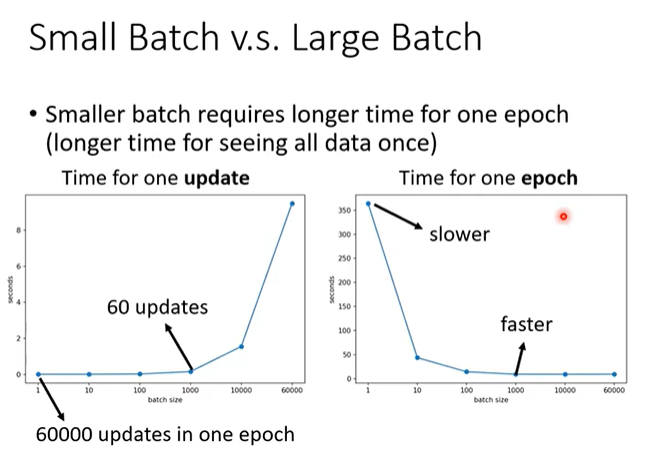 Small Batch v.s. Large Batch
• Smaller batch requires longer time for one epoch
(longer time for seeing all data once)
Time for one update
8
6
4
2
0
seconds
1 10 100 1000 10000 60000
batch size
60 updates
60000 updates in one epoch
Time for one epoch
350
300
250
200
150
100
50
0
seconds
1 10 100 1000 10000 60000
batch size
slower
faster